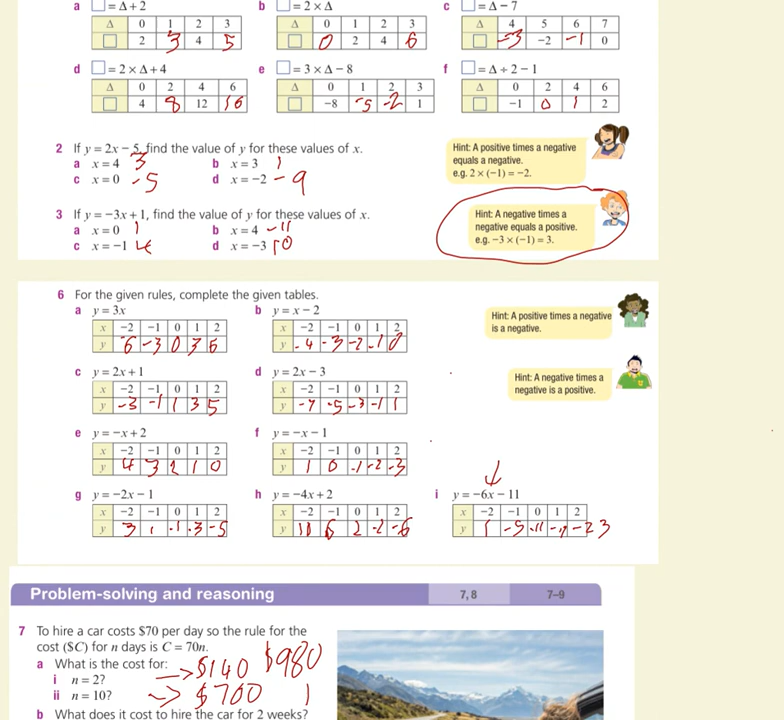 a □ = Δ + 2
b □ = 2 × Δ
c □ = Δ − 7
Δ 0 1 2 3
□ 2 3 4 5
Δ 0 1 2 3
□ 0 2 4 6
Δ 4 5 6 7
□ -3 −2 -1 0
d □ = 2 × Δ + 4
e □ = 3 × Δ − 8
f □ = Δ ÷ 2 − 1
Δ 0 2 4 6
□ 4 8 12 16
Δ 0 1 2 3
□ −8 -5 -2 1
Δ 0 2 4 6
□ −1 0 1 2
2 If y = 2x − 5, find the value of y for these values of x.
a x = 4 3
b x = 3 1
c x = 0 -5
d x = −2 -9
Hint: A positive times a negative
equals a negative.
e.g. 2 × (−1) = −2.
3 If y = −3x + 1, find the value of y for these values of x.
a x = 0 1
b x = 4 -11
c x = −1 4
d x = −3 10
Hint: A negative times a
negative equals a positive.
e.g. −3 × (−1) = 3.
6 For the given rules, complete the given tables.
a y = 3x
b y = x − 2
x −2 −1 0 1 2
y -6 -3 0 3 6
x −2 −1 0 1 2
y -4 -3 -2 -1 0
Hint: A positive times a negative
is a negative.
c y = 2x + 1
d y = 2x − 3
x −2 −1 0 1 2
y -3 -1 1 3 5
x −2 −1 0 1 2
y -7 -5 -3 -1 1
Hint: A negative times a
negative is a positive.
e y = −x + 2
f y = −x − 1
x −2 −1 0 1 2
y 4 3 2 1 0
x −2 −1 0 1 2
y 1 0 -1 -2 -3
g y = −2x − 1
h y = −4x + 2
i y = −6x − 11
x −2 −1 0 1 2
y 3 1 -1 -3 -5
x −2 −1 0 1 2
y 10 6 2 -2 -6
x −2 −1 0 1 2
y 1 -5 -11 -17 -23
Problem-solving and reasoning
7, 8
7–9
7 To hire a car costs $70 per day so the rule for the
cost ($C) for n days is C = 70n.
a What is the cost for:
i n = 2? → $140 $980
ii n = 10? → $700
b What does it cost to hire the car for 2 weeks?